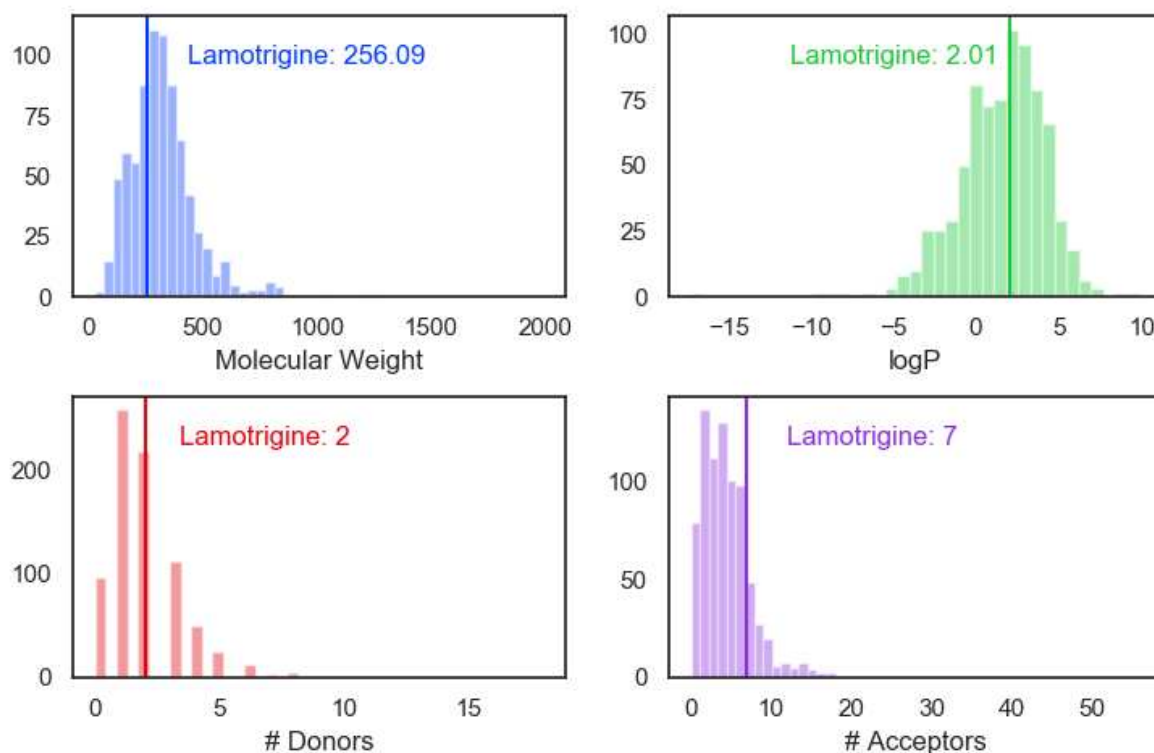 Lamotrigine: 256.09
100
75
50
25
0
0 500 1000 1500 2000
Molecular Weight
Lamotrigine: 2.01
100
75
50
25
0
−15 −10 −5 0 5 10
logP
Lamotrigine: 2
200
100
0
0 5 10 15
# Donors
Lamotrigine: 7
100
50
0
0 10 20 30 40 50
# Acceptors